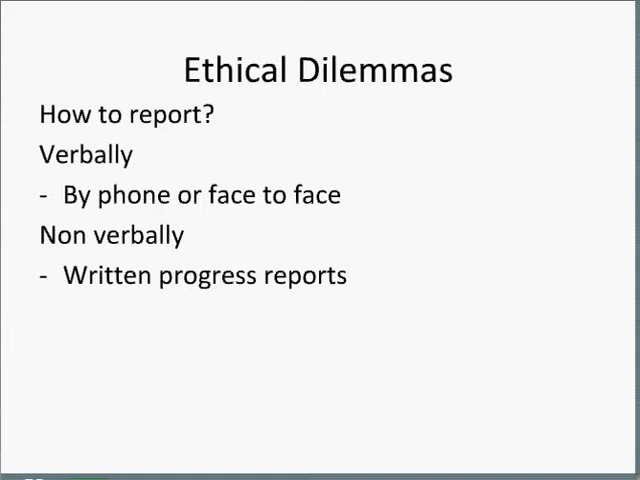 Ethical Dilemmas
How to report?
Verbally
- By phone or face to face
Non verbally
- Written progress reports